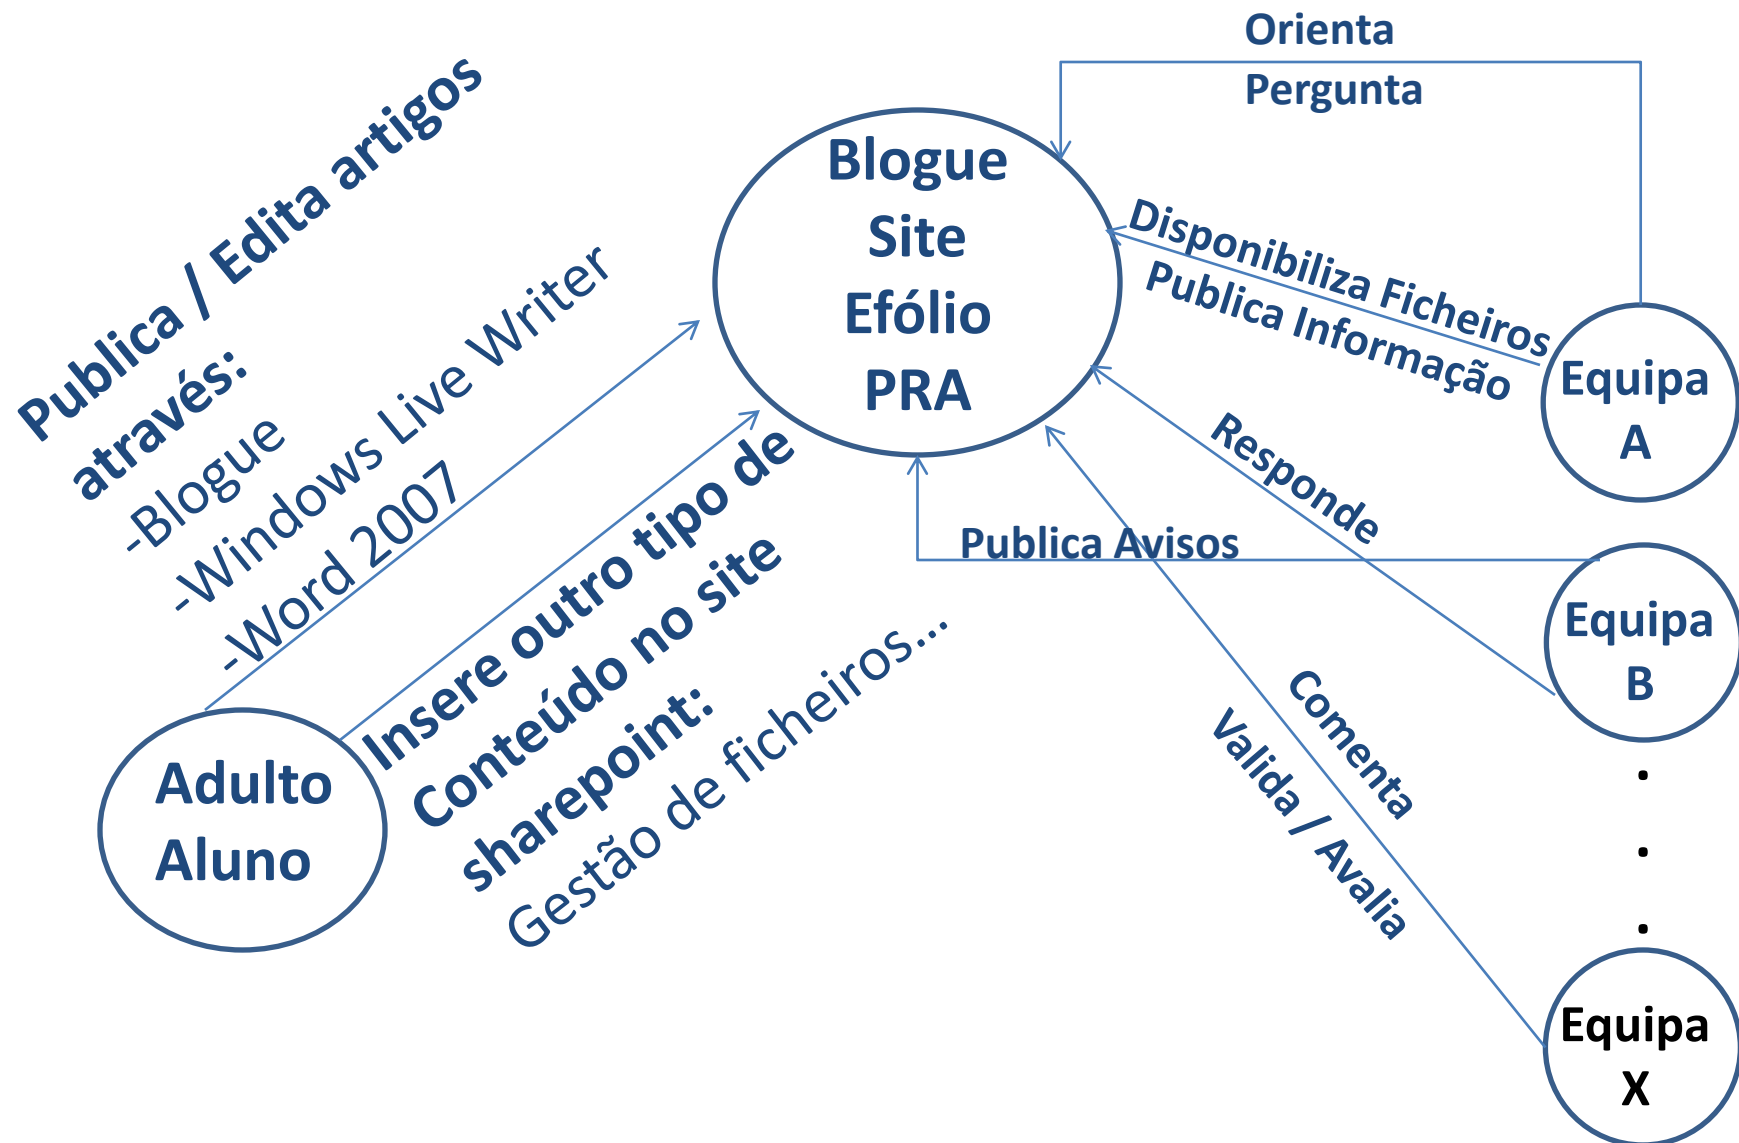 Orienta
Pergunta
Publica / Edita artigos
através:
-Blogue
-Windows Live Writer
-Word 2007
Blogue
Site
Efólio
PRA
Disponibiliza Ficheiros
Publica Informação
Equipa
A
Responde
Publica Avisos
Equipa
B
Insere outro tipo de
Conteúdo no site
sharepoint:
Gestão de ficheiros...
Adulto
Aluno
Comenta
Valida / Avalia
.
.
.
Equipa
X